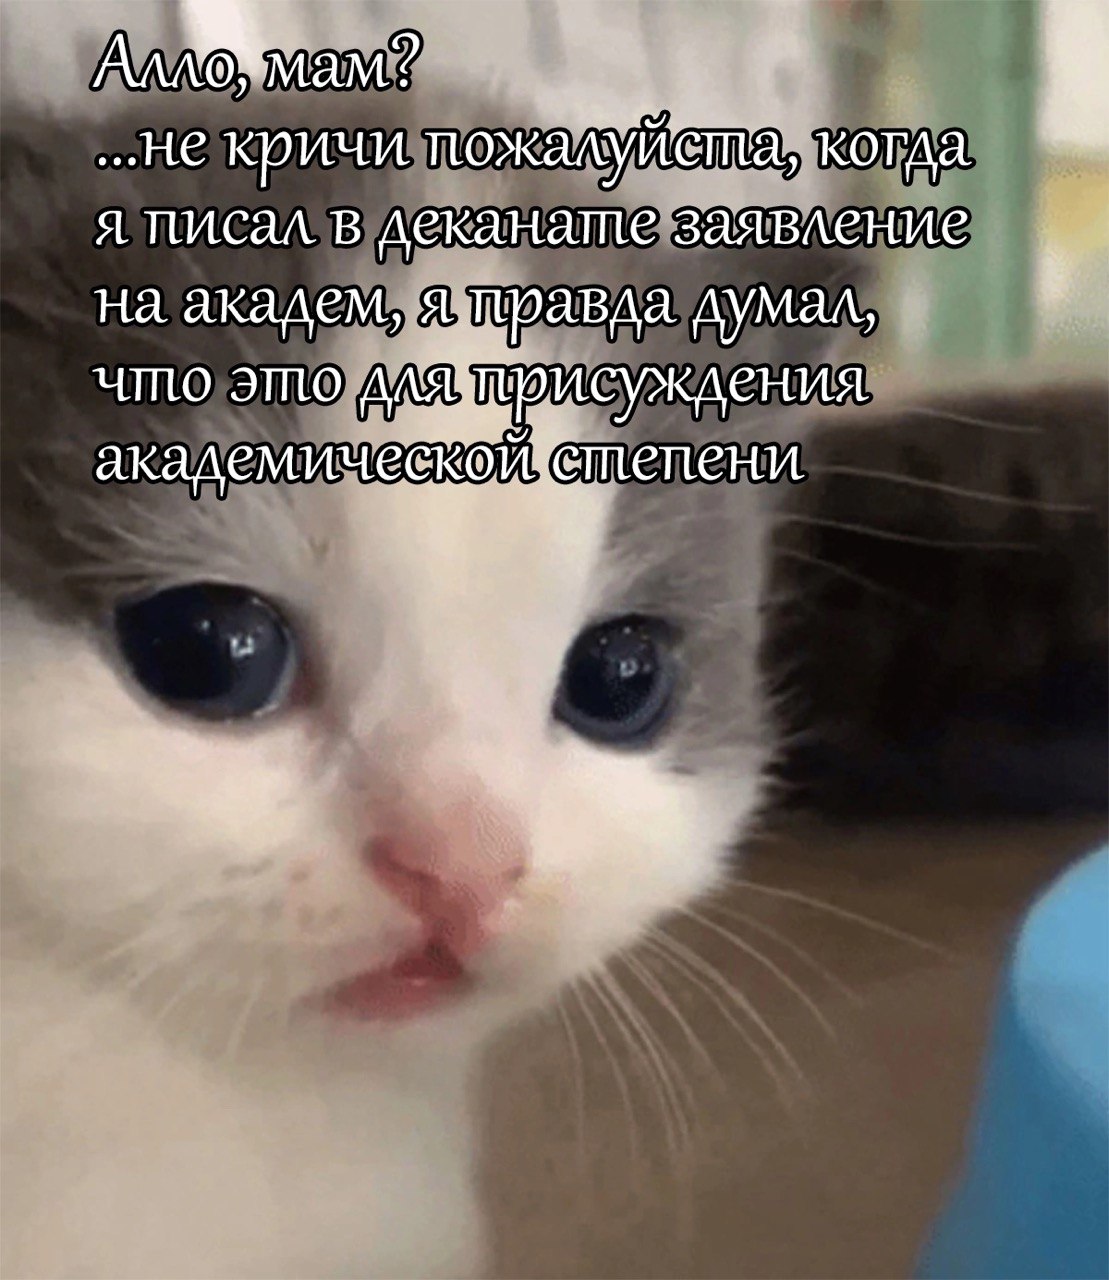 Алло, мам?
...не кричи пожалуйста, когда
я писал в деканате заявление
на академ, я правда думал,
что это для присуждения
академической степени